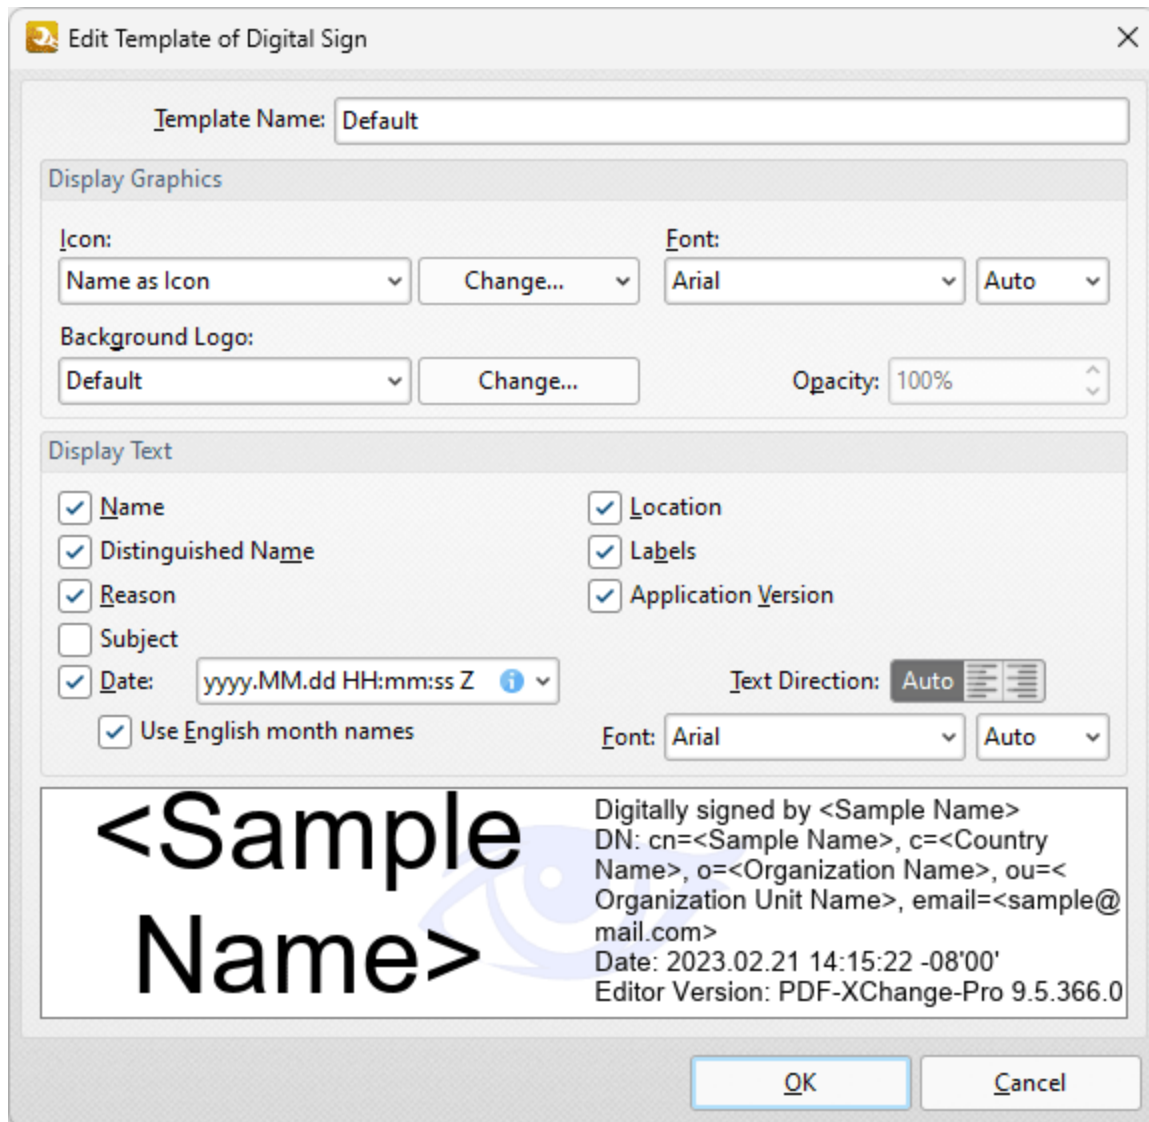 Edit Template of Digital Sign
Template Name: Default
Display Graphics
Icon: Font:
Name as Icon Change... Arial Auto
Background Logo:
Default Change... Opacity: 100%
Display Text
Name Location
Distinguished Name Labels
Reason Application Version
Subject
Date: yyyy.MM.dd HH:mm:ss Z Text Direction: Auto
Use English month names Font: Arial Auto
<Sample
Name>
Digitally signed by <Sample Name>
DN: cn=<Sample Name>, c=<Country
Name>, o=<Organization Name>, ou=<
Organization Unit Name>, email=<sample@
mail.com>
Date: 2023.02.21 14:15:22 -08'00'
Editor Version: PDF-XChange-Pro 9.5.366.0
OK Cancel